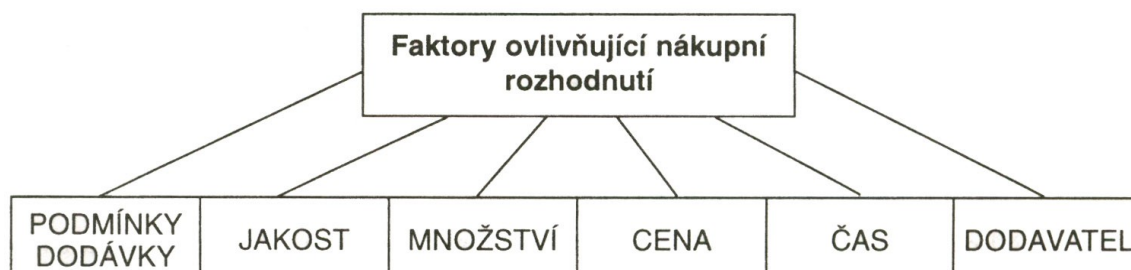 Faktory ovlivňující nákupní
rozhodnutí
PODMÍNKY
DODÁVKY
JAKOST
MNOŽSTVÍ
CENA
ČAS
DODAVATEL